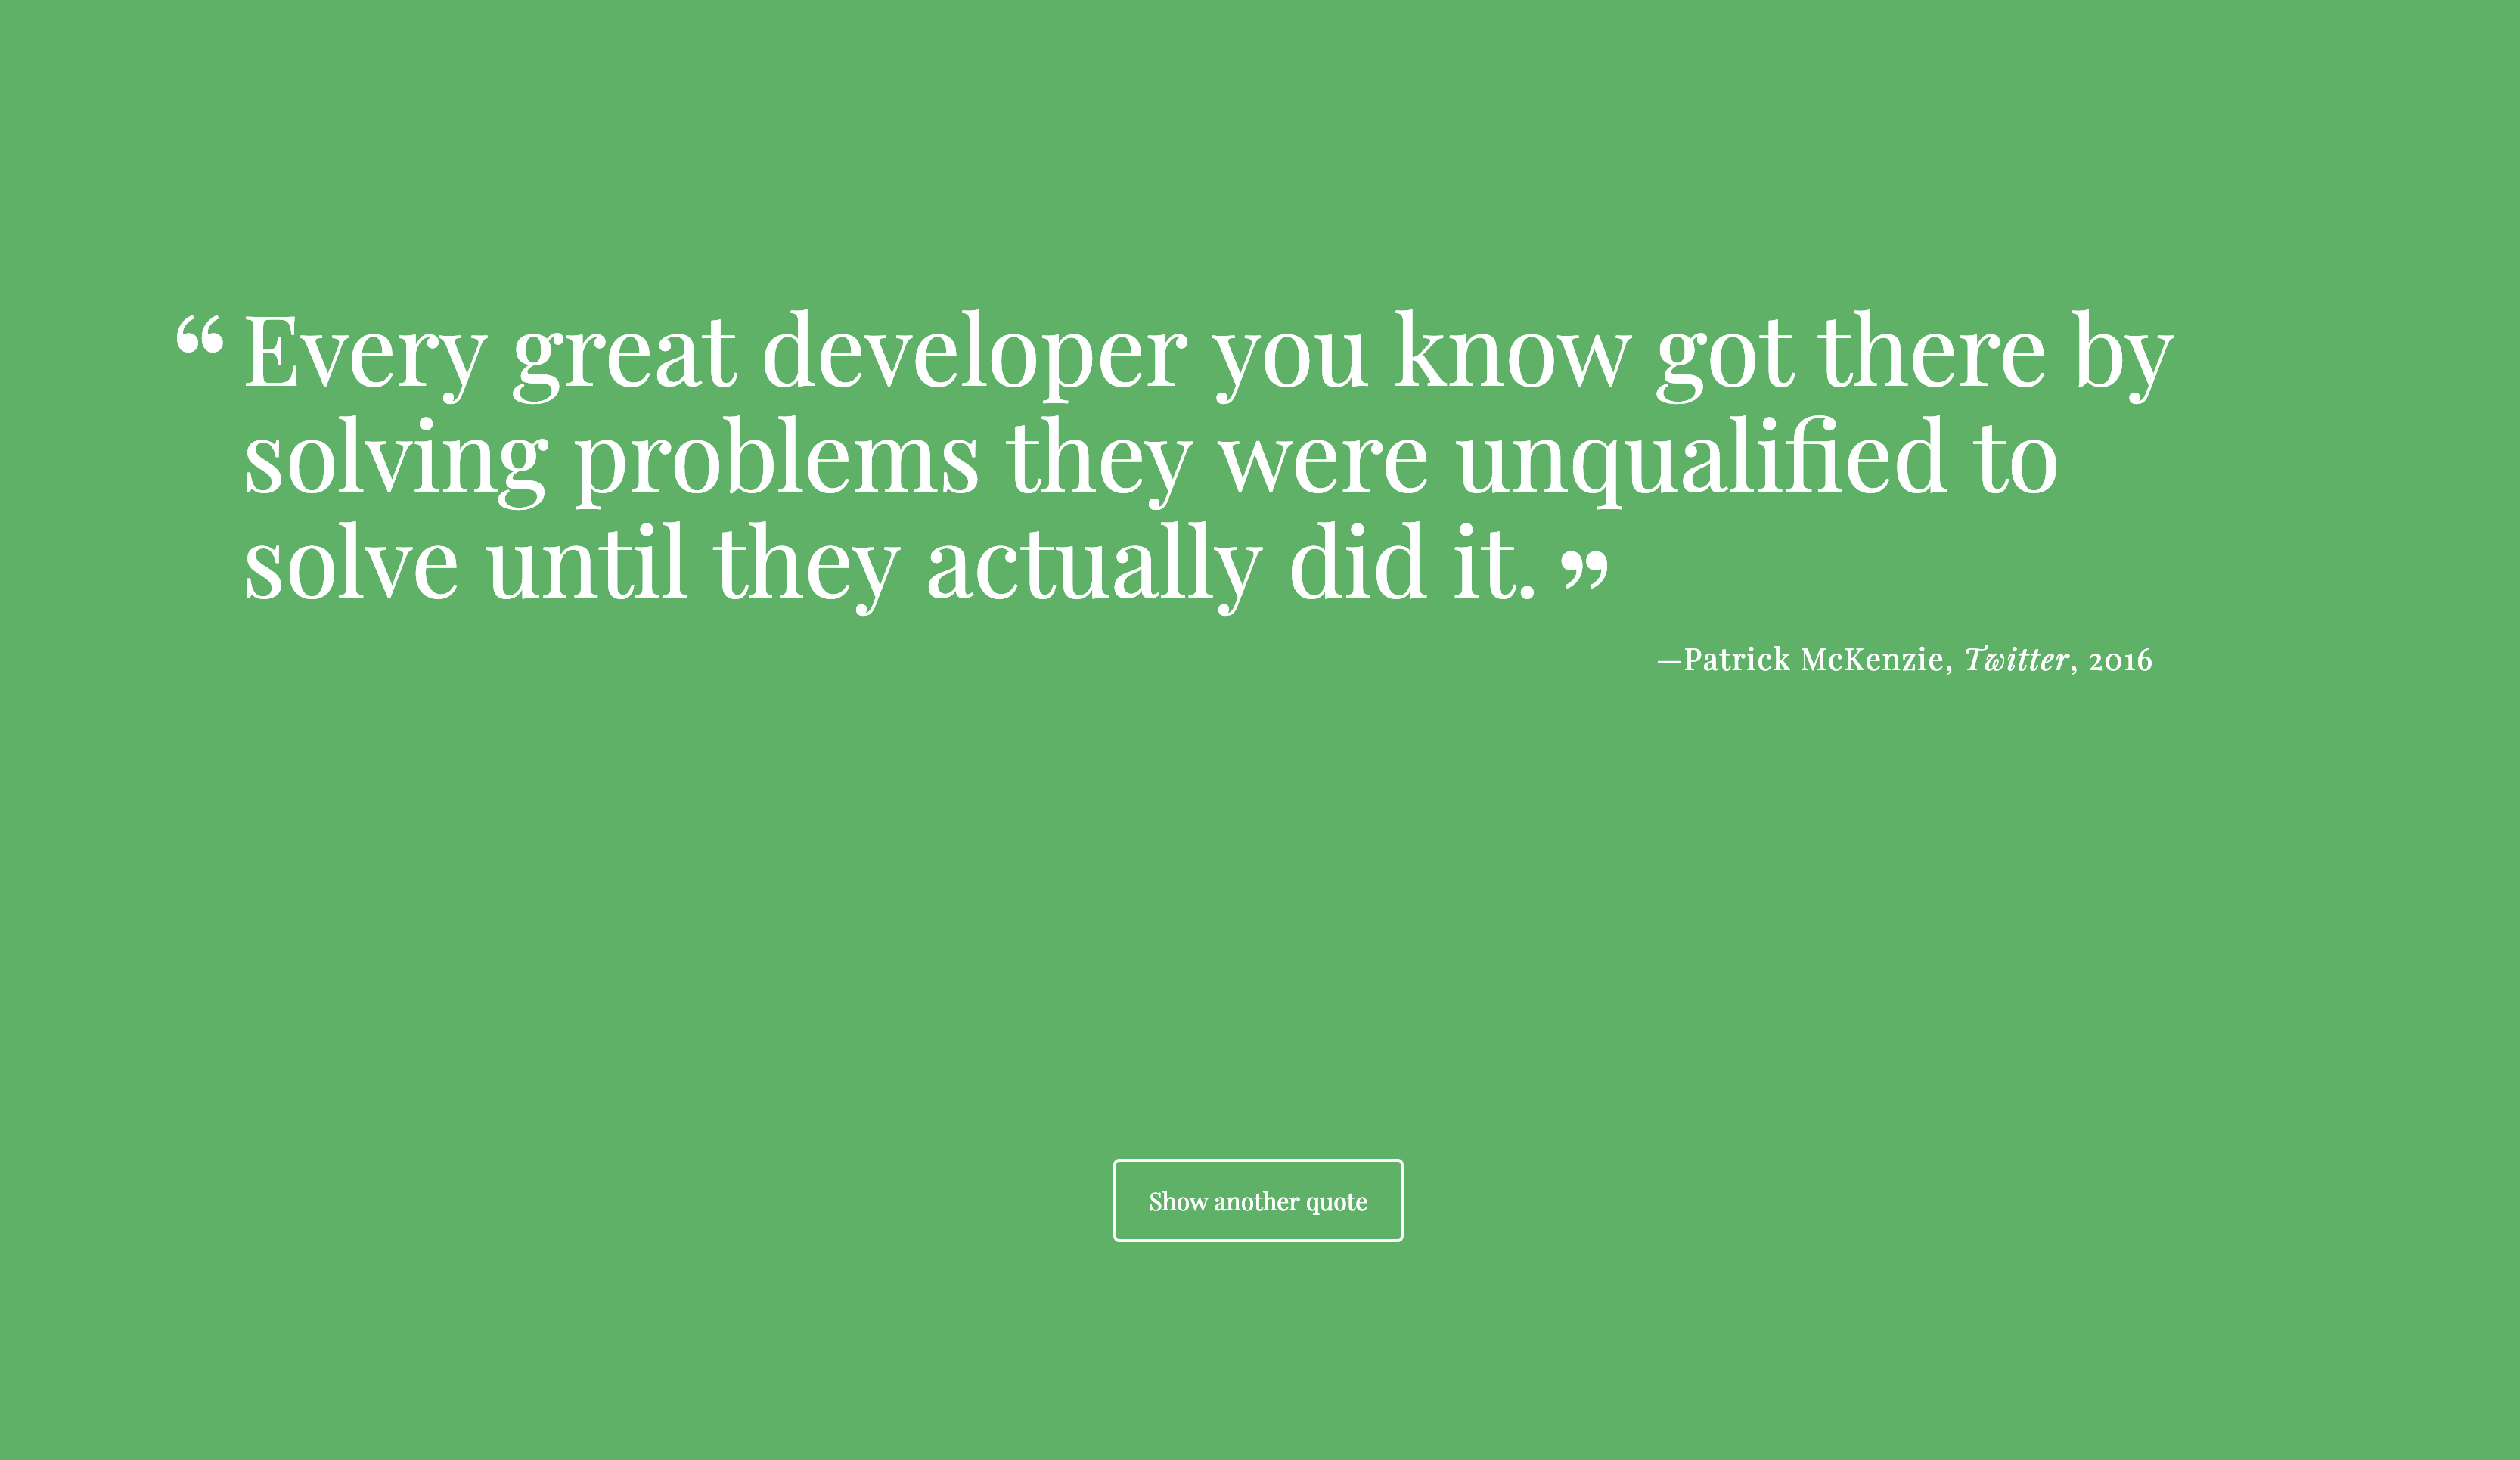 “ Every great developer you know got there by
solving problems they were unqualified to
solve until they actually did it. ”
—Patrick McKenzie, Twitter, 2016
Show another quote